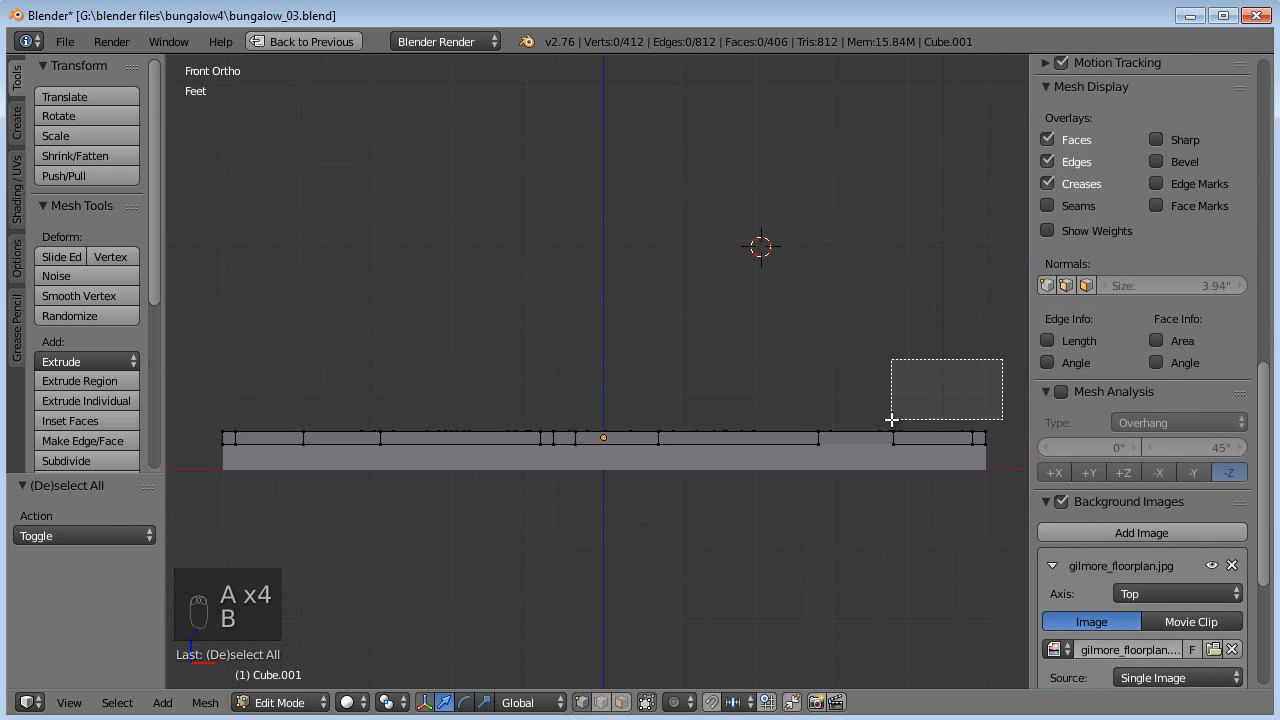 Blender* [G:\blender files\bungalow4\bungalow_03.blend]
File Render Window Help Back to Previous Blender Render v2.76 | Verts:0/412 | Edges:0/812 | Faces:0/406 | Tris:812 | Mem:15.84M | Cube.001
Tools
Create
Shading / UVs
Options
Grease Pencil
Transform
Translate
Rotate
Scale
Shrink/Fatten
Push/Pull
Mesh Tools
Deform:
Vertex
Noise
Smooth Vertex
Randomize
Add:
Extrude
Extrude Region
Extrude Individual
Inset Faces
Make Edge/Face
Subdivide
(De)select All
Action
Toggle
Front Ortho
Feet
A x4
B
Last: (De)select All
(1) Cube.001
Motion Tracking
Mesh Display
Overlays:
Faces Sharp
Edges Bevel
Creases Edge Marks
Seams Face Marks
Show Weights
Normals:
Size: 3.94"
Edge Info: Face Info:
Length Area
Angle Angle
Mesh Analysis
Type: Overhang
0° 45°
+X +Y +Z -X -Y -Z
Background Images
Add Image
gilmore_floorplan.jpg
Axis: Top
Image Movie Clip
gilmore_floorplan.... F
Source: Single Image
View Select Add Mesh Edit Mode Global